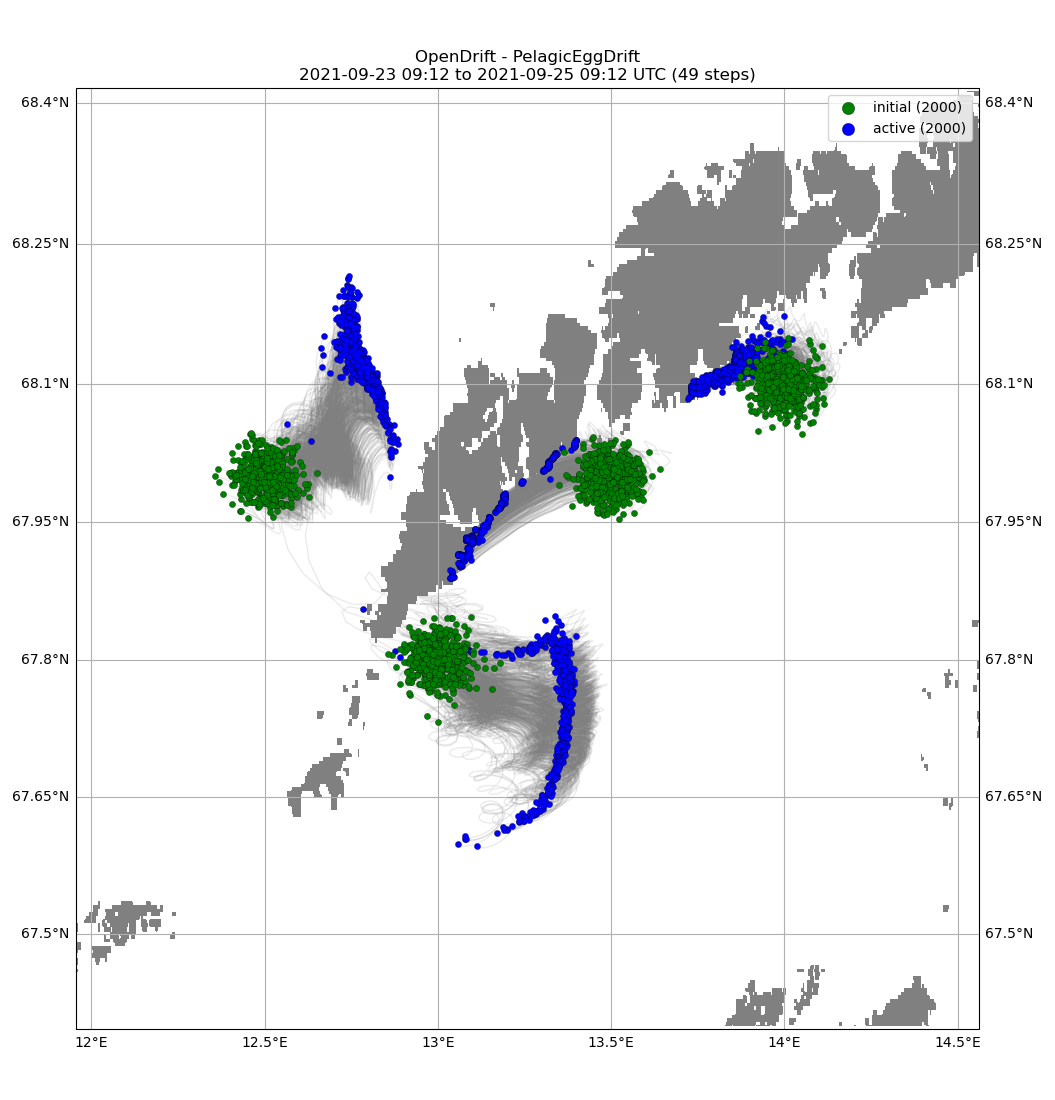 OpenDrift - PelagicEggDrift
2021-09-23 09:12 to 2021-09-25 09:12 UTC (49 steps)
initial (2000)
active (2000)
68.4°N 68.4°N
68.25°N 68.25°N
68.1°N 68.1°N
67.95°N 67.95°N
67.8°N 67.8°N
67.65°N 67.65°N
67.5°N 67.5°N
12°E 12.5°E 13°E 13.5°E 14°E 14.5°E